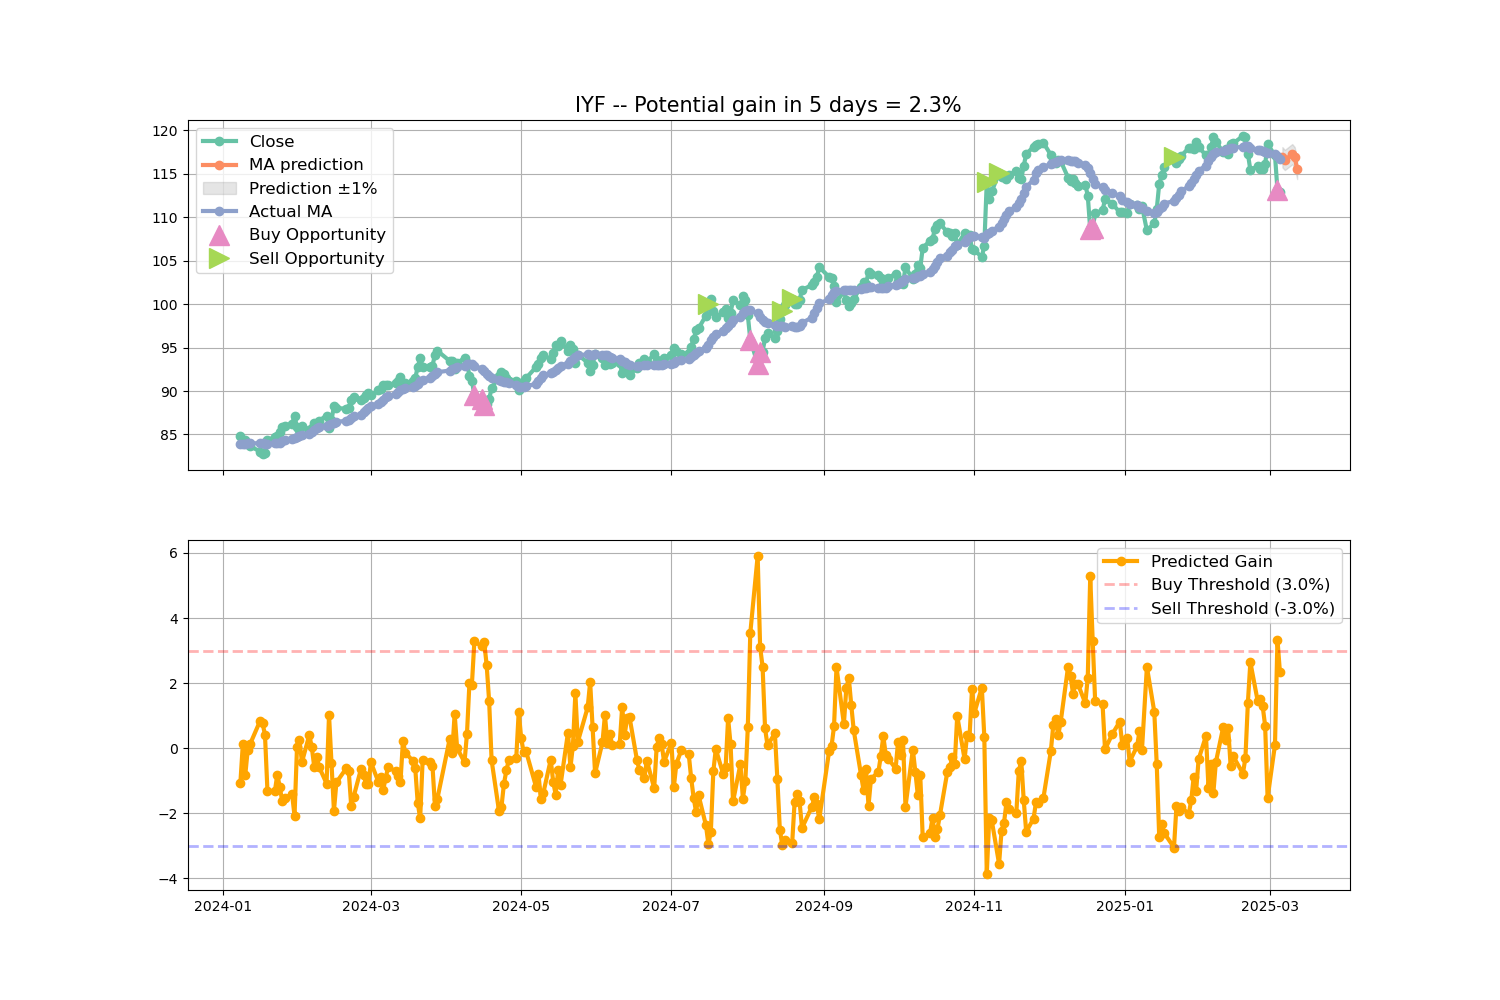 IYF -- Potential gain in 5 days = 2.3%
120
115
110
105
100
95
90
85
Close
MA prediction
Prediction ±1%
Actual MA
Buy Opportunity
Sell Opportunity
6
4
2
0
−2
−4
Predicted Gain
Buy Threshold (3.0%)
Sell Threshold (-3.0%)
2024-01
2024-03
2024-05
2024-07
2024-09
2024-11
2025-01
2025-03